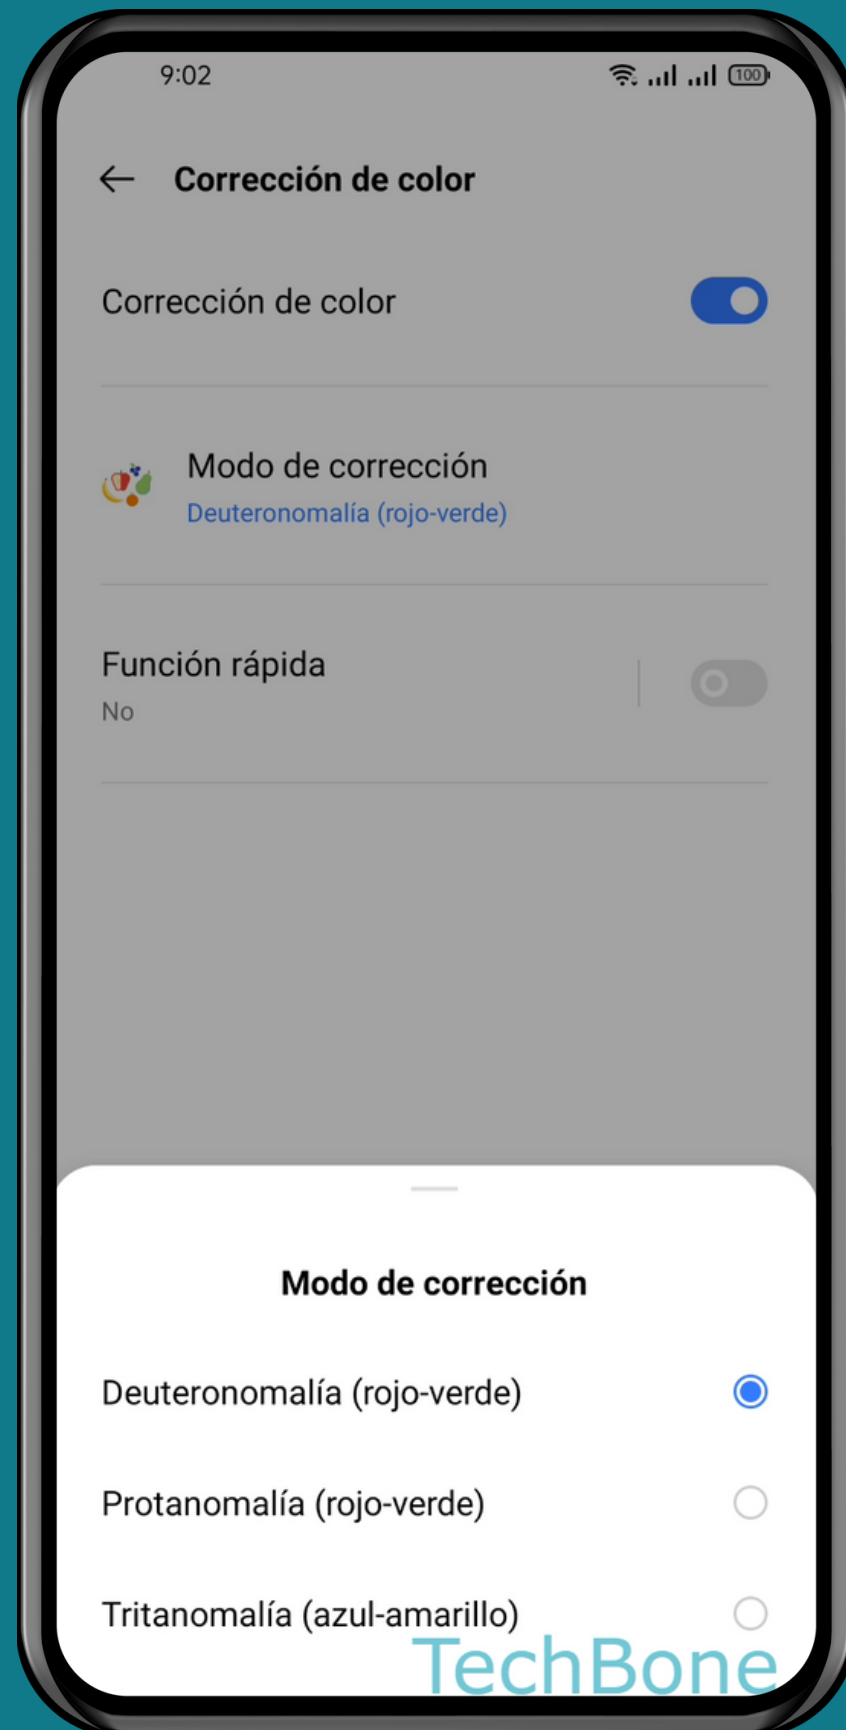 9:02
100
Corrección de color
Corrección de color
Modo de corrección
Deuteronomalía (rojo-verde)
Función rápida
No
Modo de corrección
Deuteronomalía (rojo-verde)
Protanomalía (rojo-verde)
Tritanomalía (azul-amarillo)
TechBone